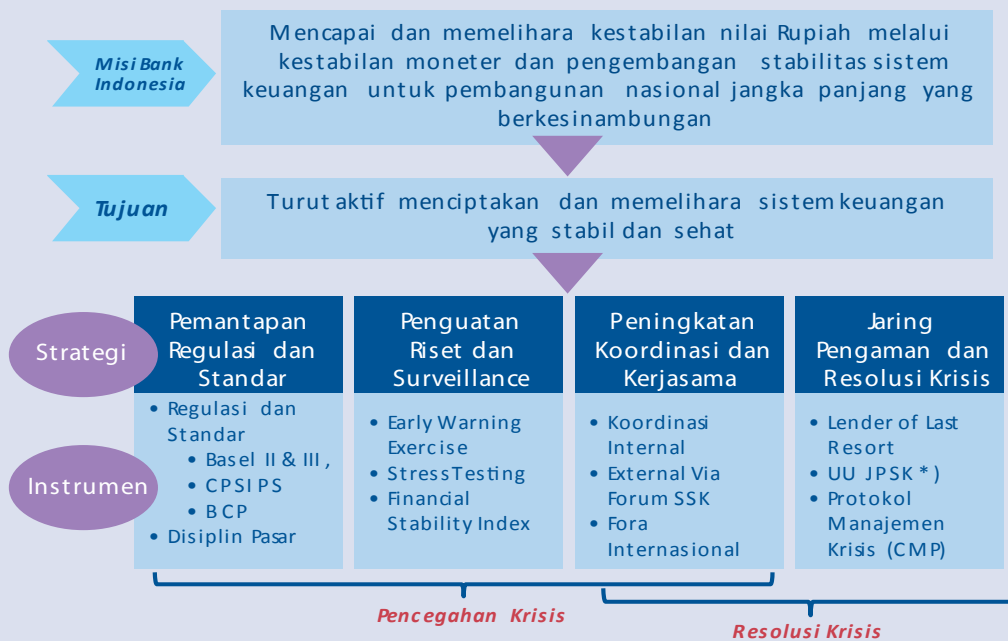 Misi Bank
Indonesia
Mencapai dan memelihara kestabilan nilai Rupiah melalui
kestabilan moneter dan pengembangan stabilitas sistem
keuangan untuk pembangunan nasional jangka panjang yang
berkesinambungan
Tujuan
Turut aktif menciptakan dan memelihara sistem keuangan
yang stabil dan sehat
Strategi
Pemantapan
Regulasi dan
Standar
Penguatan
Riset dan
Surveillance
Peningkatan
Koordinasi dan
Kerjasama
Jaring
Pengaman dan
Resolusi Krisis
Instrumen
• Regulasi dan
Standar
• Basel II & III ,
• CPSIPS
• BCP
• Disiplin Pasar
• Early Warning
Exercise
• Stress Testing
• Financial
Stability Index
• Koordinasi
Internal
• External Via
Forum SSK
• Fora
Internasional
• Lender of Last
Resort
• UU JPSK *)
• Protokol
Manajemen
Krisis (CMP)
Pencegahan Krisis
Resolusi Krisis